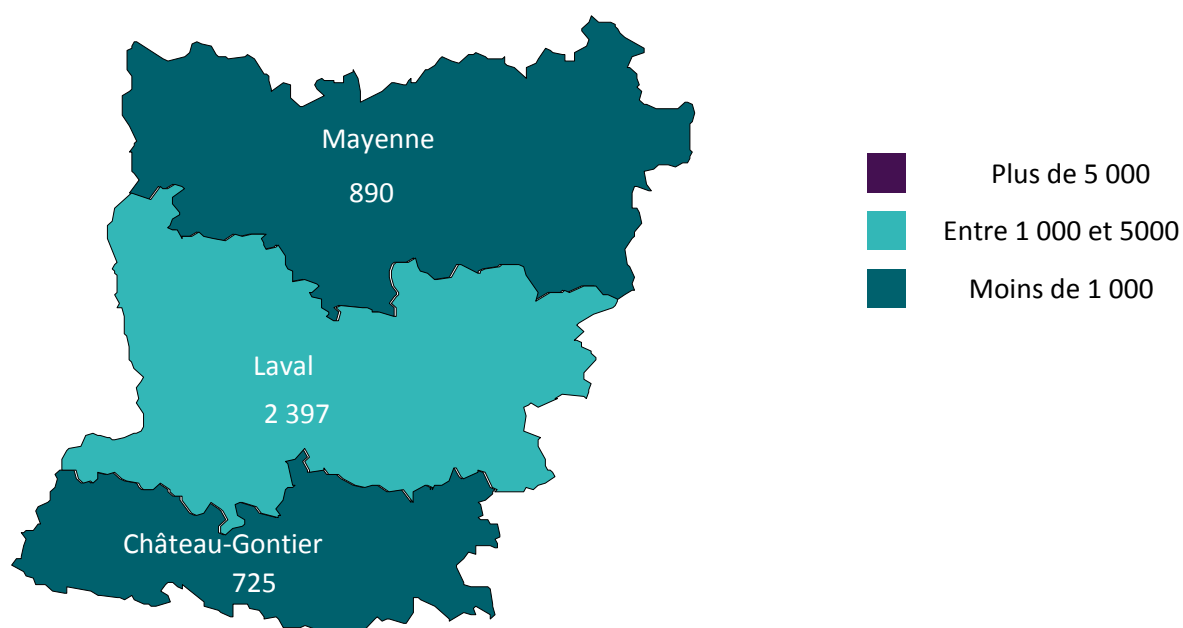 Mayenne
890
Laval
2 397
Château-Gontier
725
Plus de 5 000
Entre 1 000 et 5000
Moins de 1 000